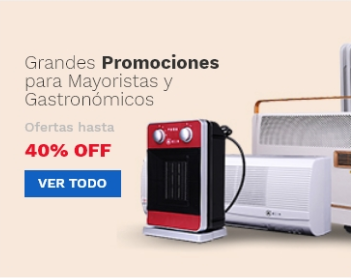 Grandes Promociones
para Mayoristas y
Gastronómicos
Ofertas hasta
40% OFF
VER TODO